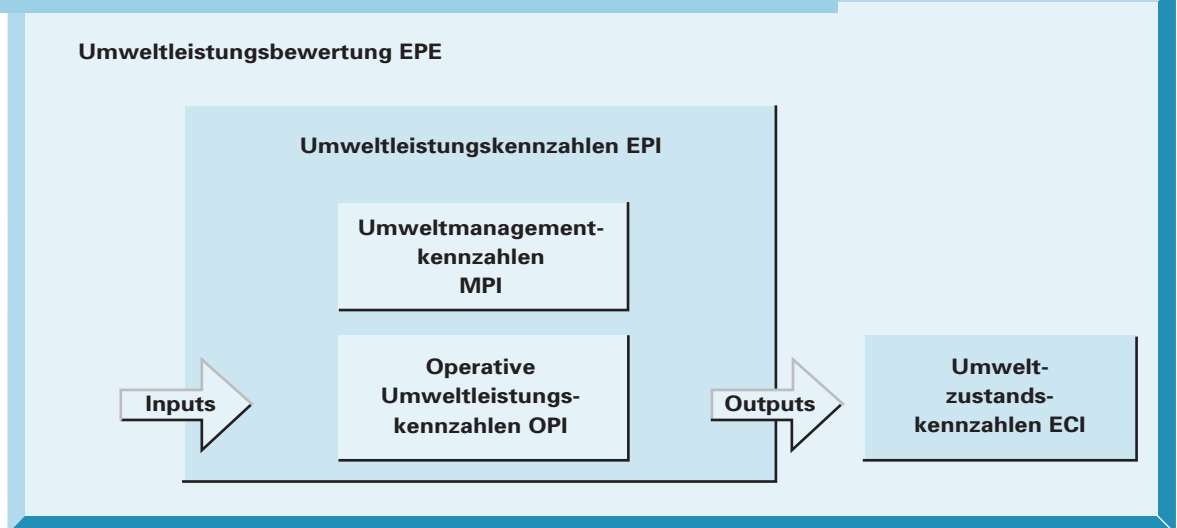 Umweltleistungsbewertung EPE
Umweltleistungskennzahlen EPI
Umweltmanagement-
kennzahlen
MPI
Inputs
Operative
Umweltleistungs-
kennzahlen OPI
Outputs
Umwelt-
zustands-
kennzahlen ECI